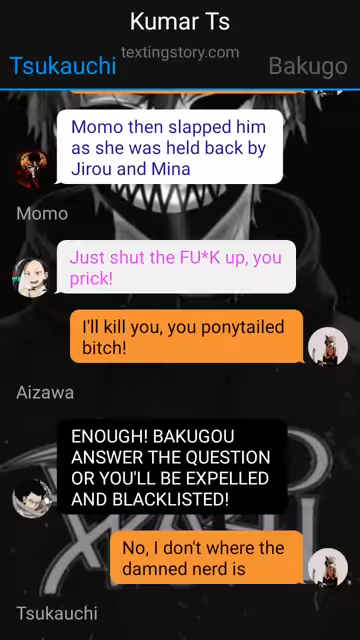 Kumar Ts
textingstory.com
Tsukauchi
Bakugo
Momo then slapped him
as she was held back by
Jirou and Mina
Momo
Just shut the FU*K up, you
prick!
I'll kill you, you ponytailed
bitch!
Aizawa
ENOUGH! BAKUGOU
ANSWER THE QUESTION
OR YOU'LL BE EXPELLED
AND BLACKLISTED!
No, I don't where the
damned nerd is
Tsukauchi